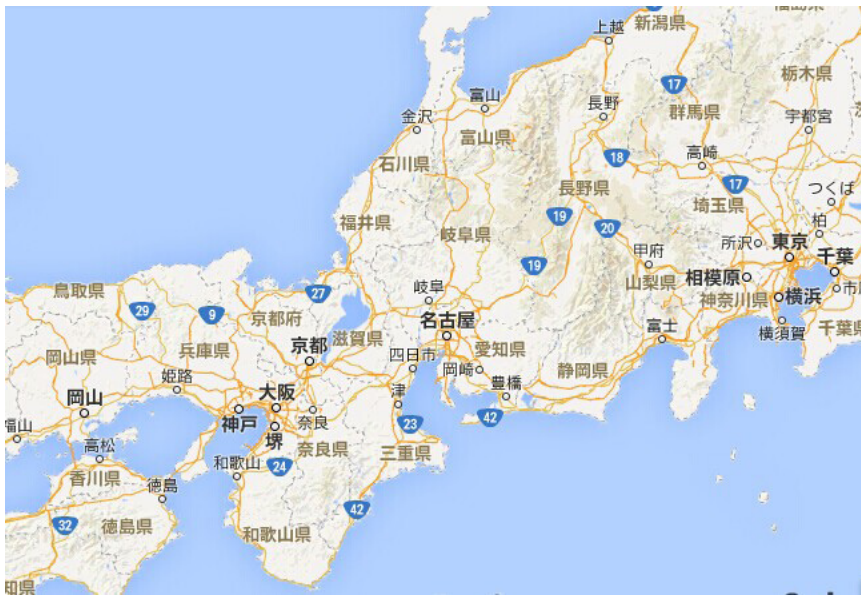 新潟県
福島県
上越
17
栃木県
富山
長野
群馬県
宇都宮
金沢
富山県
石川県
18
高崎
長野県
17
つくば
埼玉県
福井県
19
岐阜県
20
柏
所沢
東京
19
甲府
千葉
相模原
山梨県
市原
鳥取県
27
岐阜
神奈川県
横浜
29
9
京都府
名古屋
横須賀
千葉県
滋賀県
富士
岡山県
兵庫県
京都
四日市
愛知県
岡崎
静岡県
姫路
豊橋
岡山
大阪
津
神戸
奈良
42
23
福山
堺
高松
奈良県
三重県
和歌山
24
香川県
徳島
42
32
徳島県
和歌山県